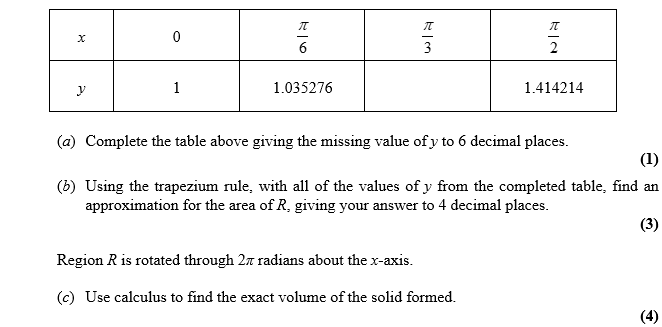 x 0 π/6 π/3 π/2
y 1 1.035276 1.414214
(a) Complete the table above giving the missing value of y to 6 decimal places.
(1)
(b) Using the trapezium rule, with all of the values of y from the completed table, find an
approximation for the area of R, giving your answer to 4 decimal places.
(3)
Region R is rotated through 2π radians about the x-axis.
(c) Use calculus to find the exact volume of the solid formed.
(4)